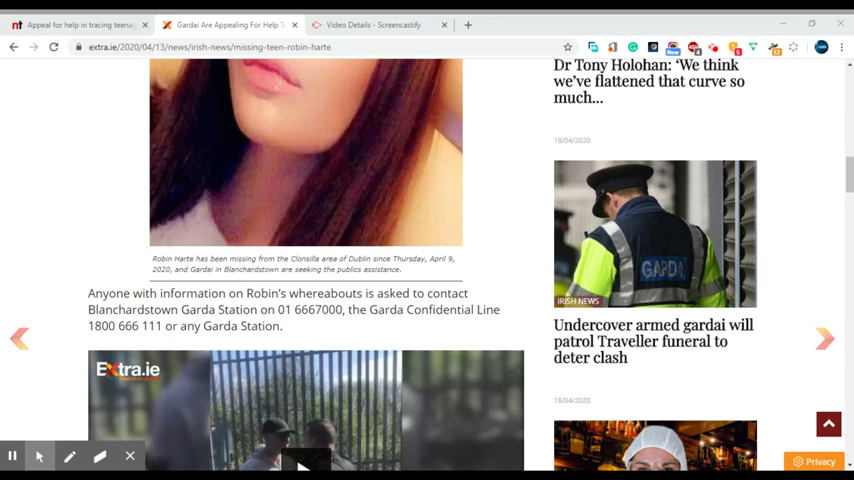 Appeal for help in tracing teenag
Gardai Are Appealing For Help T
Video Details - Screencastify
extra.ie/2020/04/13/news/irish-news/missing-teen-robin-harte
Robin Harte has been missing from the Clonsilla area of Dublin since Thursday, April 9,
2020, and Gardai in Blanchardstown are seeking the publics assistance.
Anyone with information on Robin's whereabouts is asked to contact
Blanchardstown Garda Station on 01 6667000, the Garda Confidential Line
1800 666 111 or any Garda Station.
Extra.ie
Dr Tony Holohan: 'We think
we've flattened that curve so
much...
18/04/2020
GARDA
IRISH NEWS
Undercover armed gardai will
patrol Traveller funeral to
deter clash
18/04/2020
Privacy